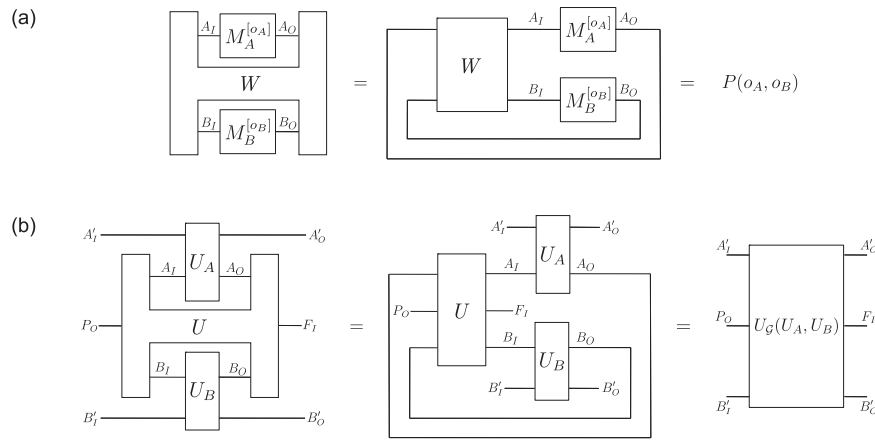 (a)
A_I M_A^{[o_A]} A_O
W
B_I M_B^{[o_B]} B_O
=
W
A_I M_A^{[o_A]} A_O
B_I M_B^{[o_B]} B_O
=
P(o_A, o_B)
(b)
A'_I A'_O
U_A
A_I A_O
P_O U F_I
B_I B_O
U_B
B'_I B'_O
=
A'_I A'_O
U_A
A_I A_O
P_O U F_I
B_I B_O
U_B
B'_I B'_O
=
A'_I A'_O
P_O U_𝒢(U_A, U_B) F_I
B'_I B'_O